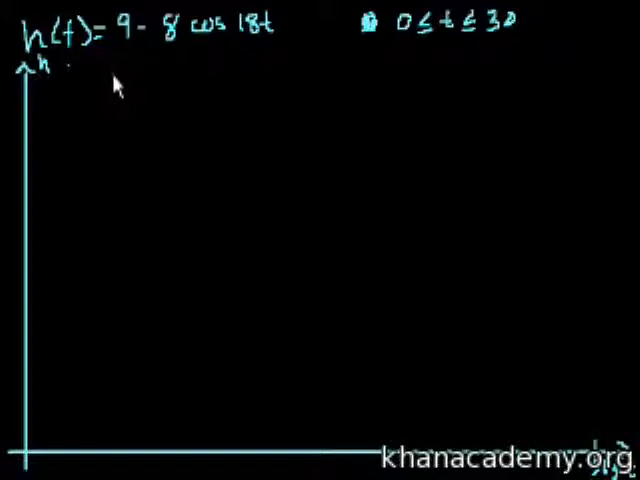 h(t) = 9 - 8 cos 18t 0 ≤ t ≤ 30
h
khanacademy.org